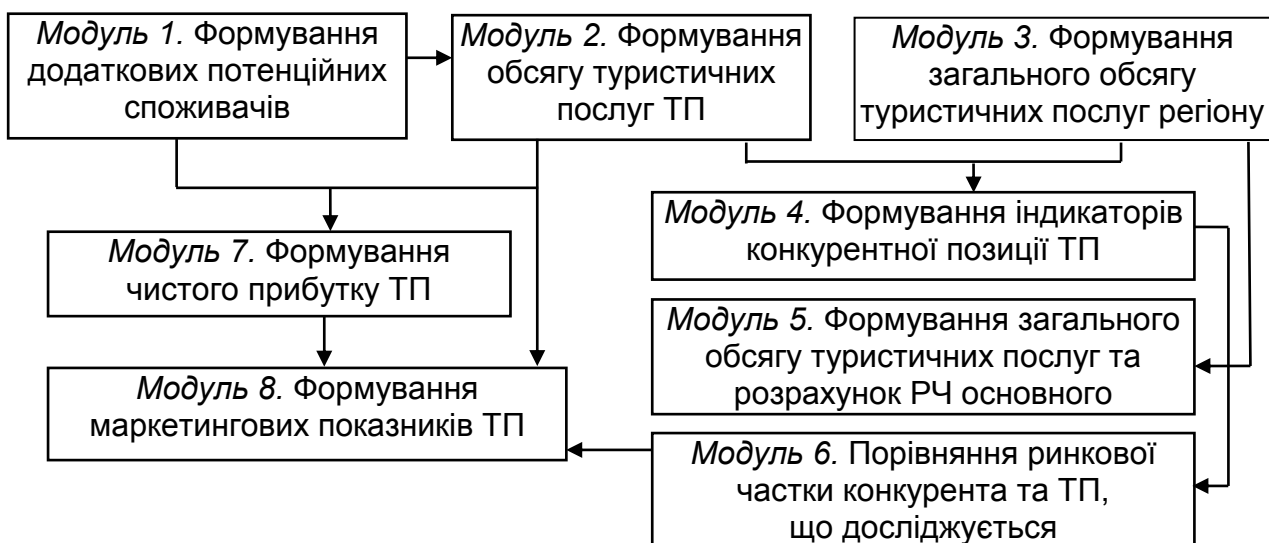 Модуль 1. Формування
додаткових потенційних
споживачів
Модуль 2. Формування
обсягу туристичних
послуг ТП
Модуль 3. Формування
загального обсягу
туристичних послуг регіону
Модуль 4. Формування індикаторів
конкурентної позиції ТП
Модуль 7. Формування
чистого прибутку ТП
Модуль 5. Формування загального
обсягу туристичних послуг та
розрахунок РЧ основного
Модуль 8. Формування
маркетингових показників ТП
Модуль 6. Порівняння ринкової
частки конкурента та ТП,
що досліджується